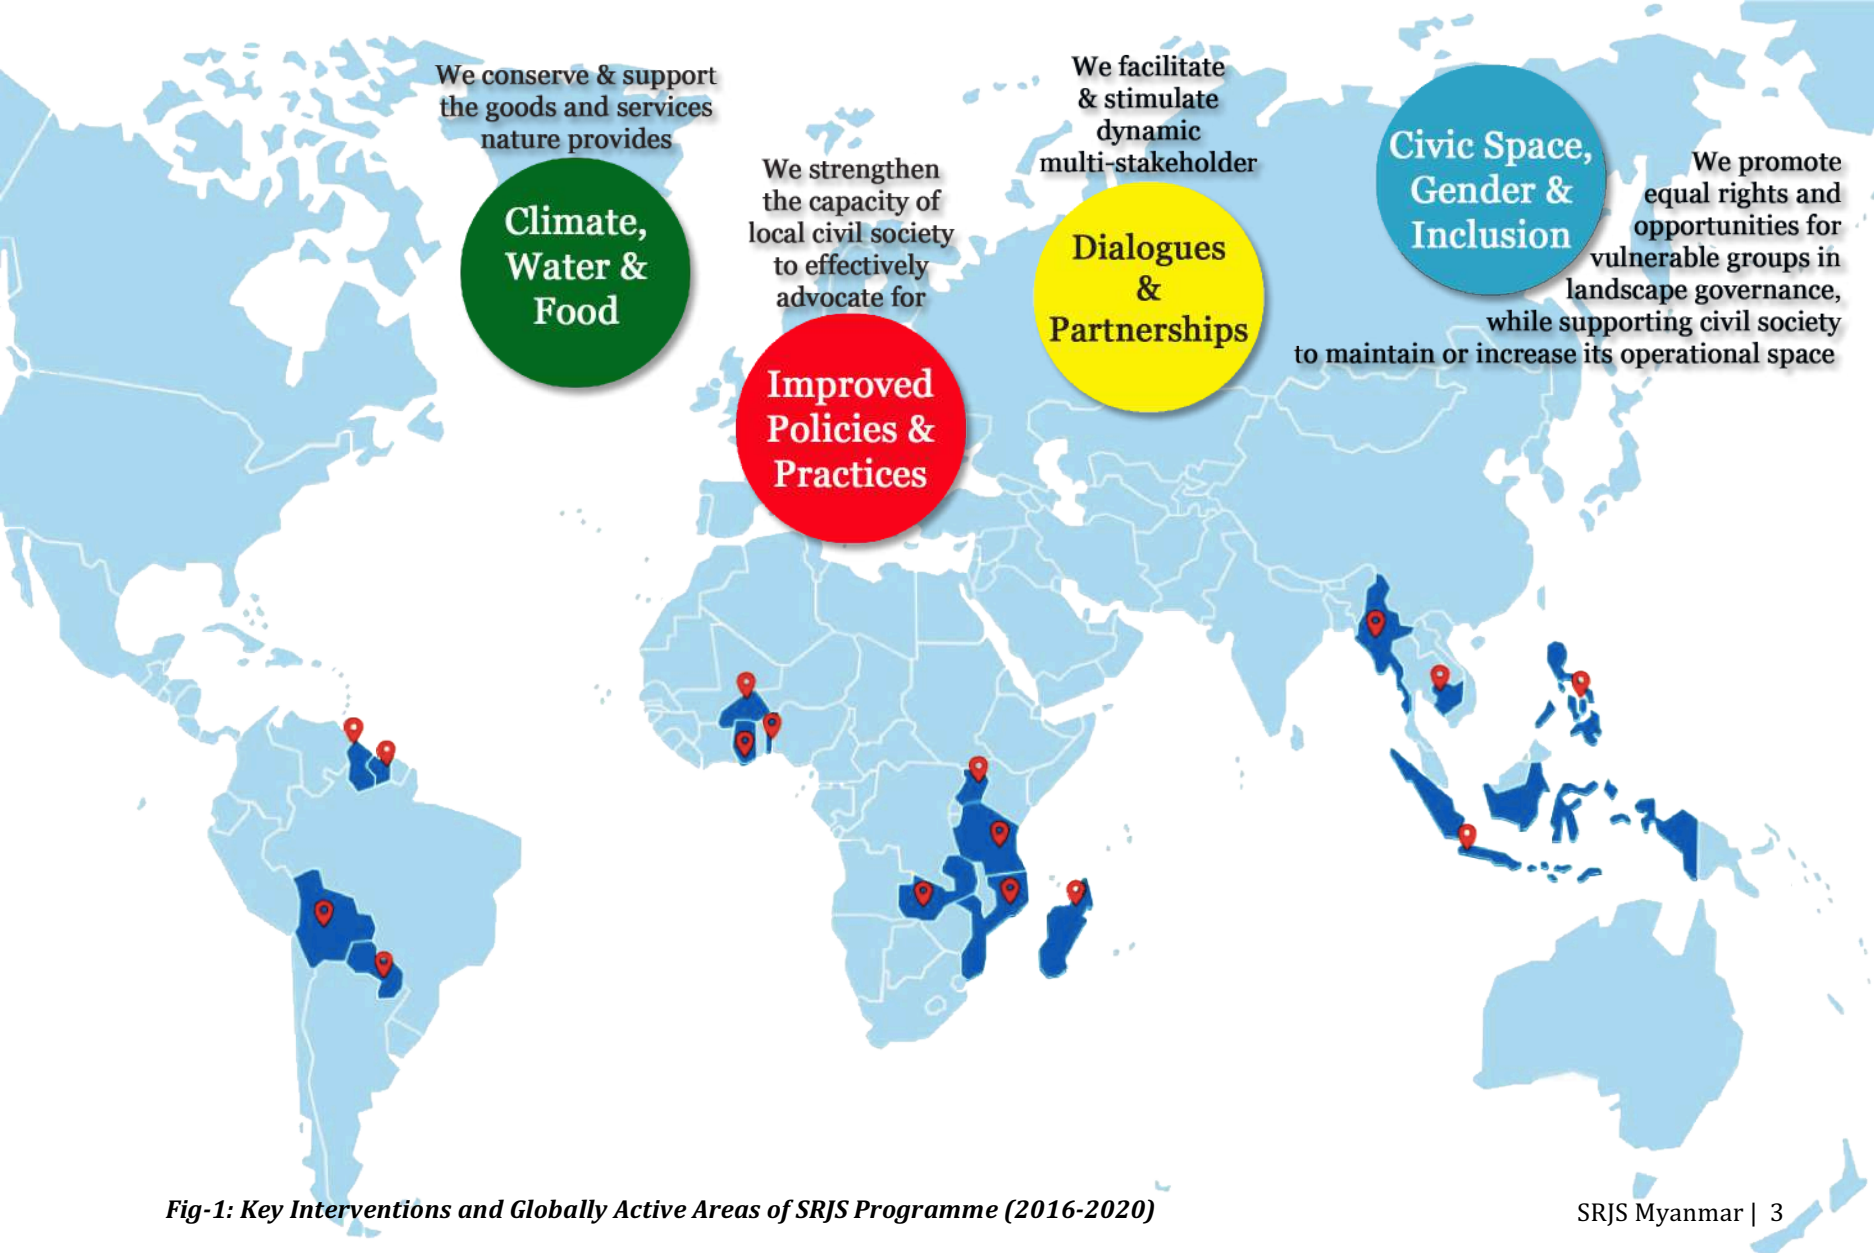 We conserve & support
the goods and services
nature provides
Climate,
Water &
Food
We strengthen
the capacity of
local civil society
to effectively
advocate for
Improved
Policies &
Practices
We facilitate
& stimulate
dynamic
multi-stakeholder
Dialogues
&
Partnerships
Civic Space,
Gender &
Inclusion
We promote
equal rights and
opportunities for
vulnerable groups in
landscape governance,
while supporting civil society
to maintain or increase its operational space
Fig-1: Key Interventions and Globally Active Areas of SRJS Programme (2016-2020)
SRJS Myanmar | 3